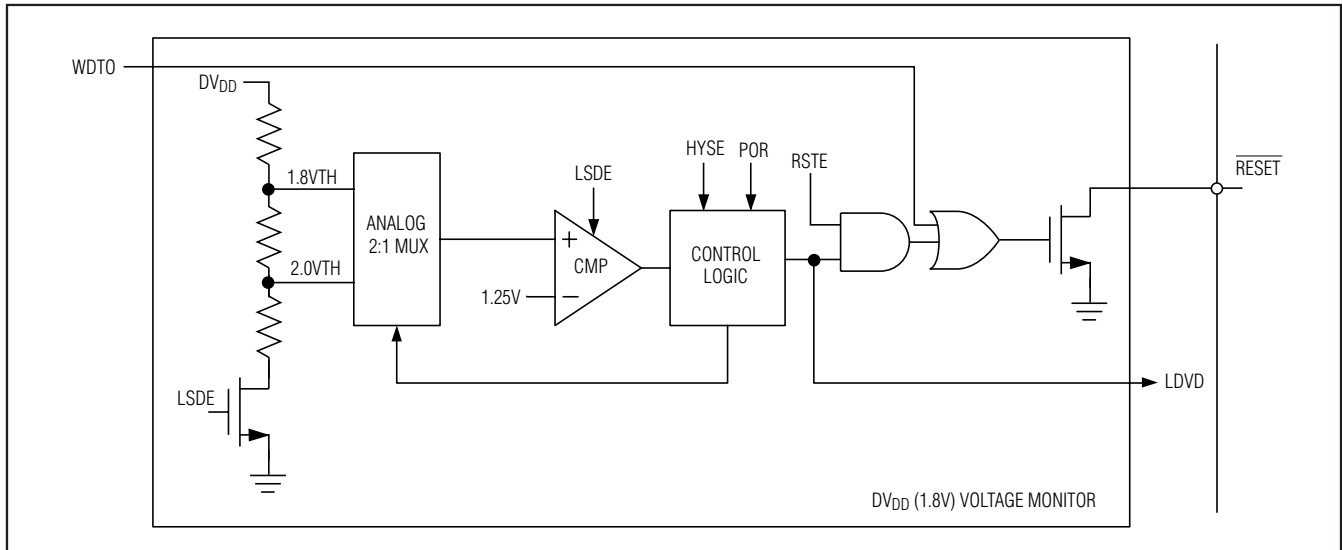 WDTO
DVDD
1.8VTH
2.0VTH
LSDE
ANALOG
2:1 MUX
LSDE
+
CMP
1.25V
−
HYSE
POR
CONTROL
LOGIC
RSTE
RESET
LDVD
DVDD (1.8V) VOLTAGE MONITOR